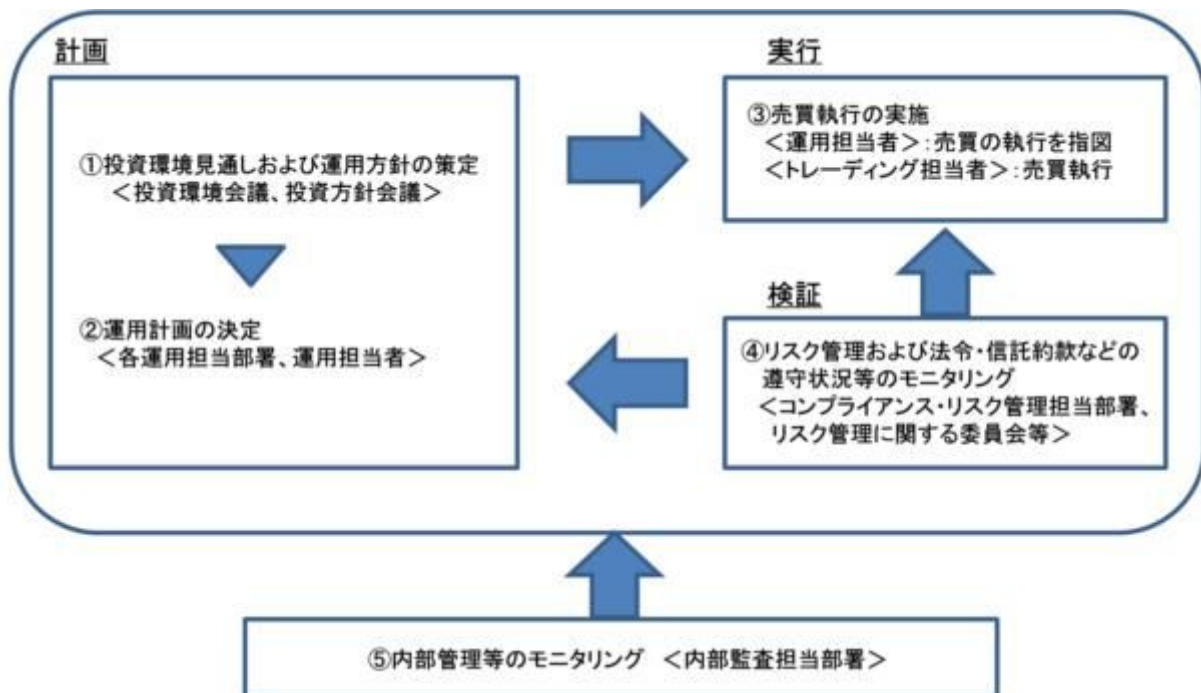 計画
①投資環境見通しおよび運用方針の策定
＜投資環境会議、投資方針会議＞
②運用計画の決定
＜各運用担当部署、運用担当者＞
実行
③売買執行の実施
＜運用担当者＞：売買の執行を指図
＜トレーディング担当者＞：売買執行
検証
④リスク管理および法令・信託約款などの
遵守状況等のモニタリング
＜コンプライアンス・リスク管理担当部署、
リスク管理に関する委員会等＞
⑤内部管理等のモニタリング　＜内部監査担当部署＞